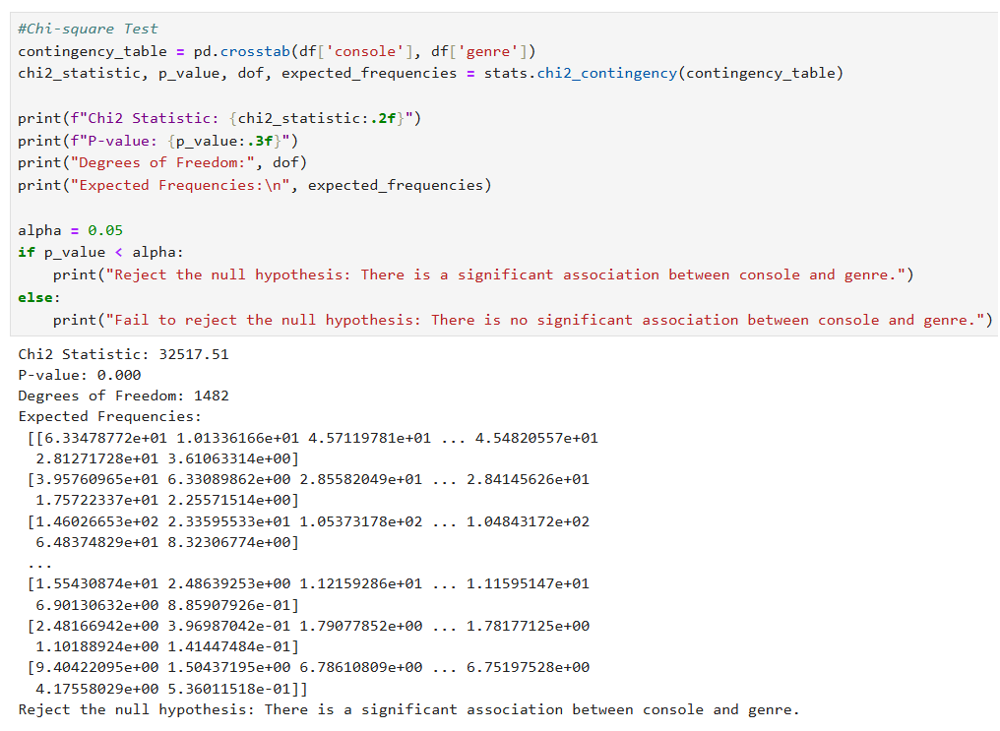 #Chi-square Test
contingency_table = pd.crosstab(df['console'], df['genre'])
chi2_statistic, p_value, dof, expected_frequencies = stats.chi2_contingency(contingency_table)
print(f"Chi2 Statistic: {chi2_statistic:.2f}")
print(f"P-value: {p_value:.3f}")
print("Degrees of Freedom:", dof)
print("Expected Frequencies:\n", expected_frequencies)
alpha = 0.05
if p_value < alpha:
    print("Reject the null hypothesis: There is a significant association between console and genre.")
else:
    print("Fail to reject the null hypothesis: There is no significant association between console and genre.")
Chi2 Statistic: 32517.51
P-value: 0.000
Degrees of Freedom: 1482
Expected Frequencies:
 [[6.33478772e+01 1.01336166e+01 4.57119781e+01 ... 4.54820557e+01
  2.81271728e+01 3.61063314e+00]
 [3.95760965e+01 6.33089862e+00 2.85582049e+01 ... 2.84145626e+01
  1.75722337e+01 2.25571514e+00]
 [1.46026653e+02 2.33595533e+01 1.05373178e+02 ... 1.04843172e+02
  6.48374829e+01 8.32306774e+00]
 ...
 [1.55430874e+01 2.48639253e+00 1.12159286e+01 ... 1.11595147e+01
  6.90130632e+00 8.85907926e-01]
 [2.48166942e+00 3.96987042e-01 1.79077852e+00 ... 1.78177125e+00
  1.10188924e+00 1.41447484e-01]
 [9.40422095e+00 1.50437195e+00 6.78610809e+00 ... 6.75197528e+00
  4.17558029e+00 5.36011518e-01]]
Reject the null hypothesis: There is a significant association between console and genre.